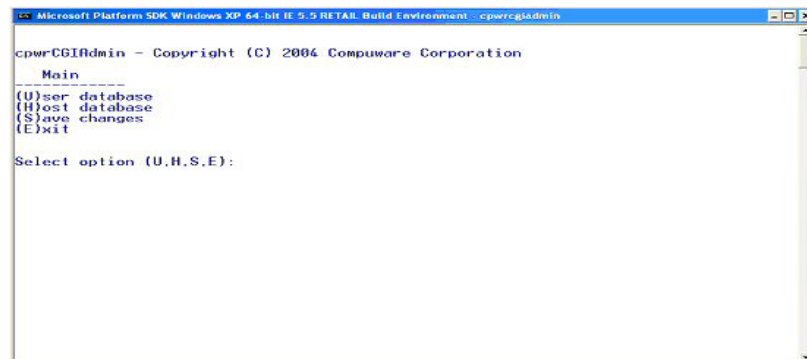 Microsoft Platform SDK Windows XP 64-bit IE 5.5 RETAIL Build Environment - cpwrcgiadmin
cpwrCGIAdmin - Copyright (C) 2004 Compuware Corporation
Main
------------
(U)ser database
(H)ost database
(S)ave changes
(E)xit
Select option (U,H,S,E):